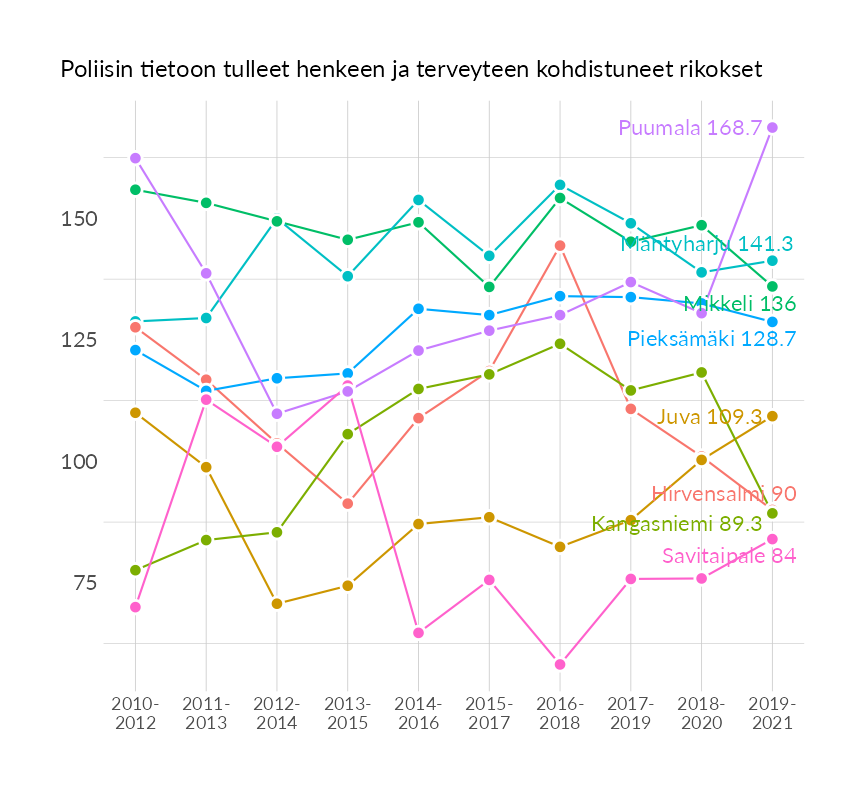 Poliisin tietoon tulleet henkeen ja terveyteen kohdistuneet rikokset
Puumala 168.7
150
Mäntyharju 141.3
Mikkeli 136
125
Pieksämäki 128.7
Juva 109.3
100
Hirvensalmi 90
Kangasniemi 89.3
Savitaipale 84
75
2010- 2011- 2012- 2013- 2014- 2015- 2016- 2017- 2018- 2019-
2012 2013 2014 2015 2016 2017 2018 2019 2020 2021